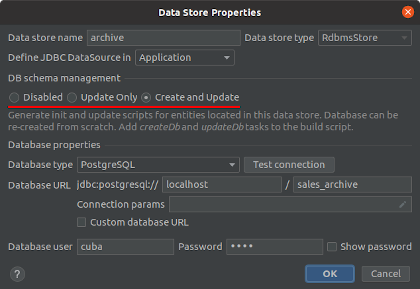 Data Store Properties
Data store name archive Data store type RdbmsStore
Define JDBC DataSource in Application
DB schema management
Disabled Update Only Create and Update
Generate init and update scripts for entities located in this data store. Database can be
re-created from scratch. Add createDb and updateDb tasks to the build script.
Database properties
Database type PostgreSQL Test connection
Database URL jdbc:postgresql:// localhost / sales_archive
Connection params
Custom database URL
Database user cuba Password •••• Show password
? OK Cancel